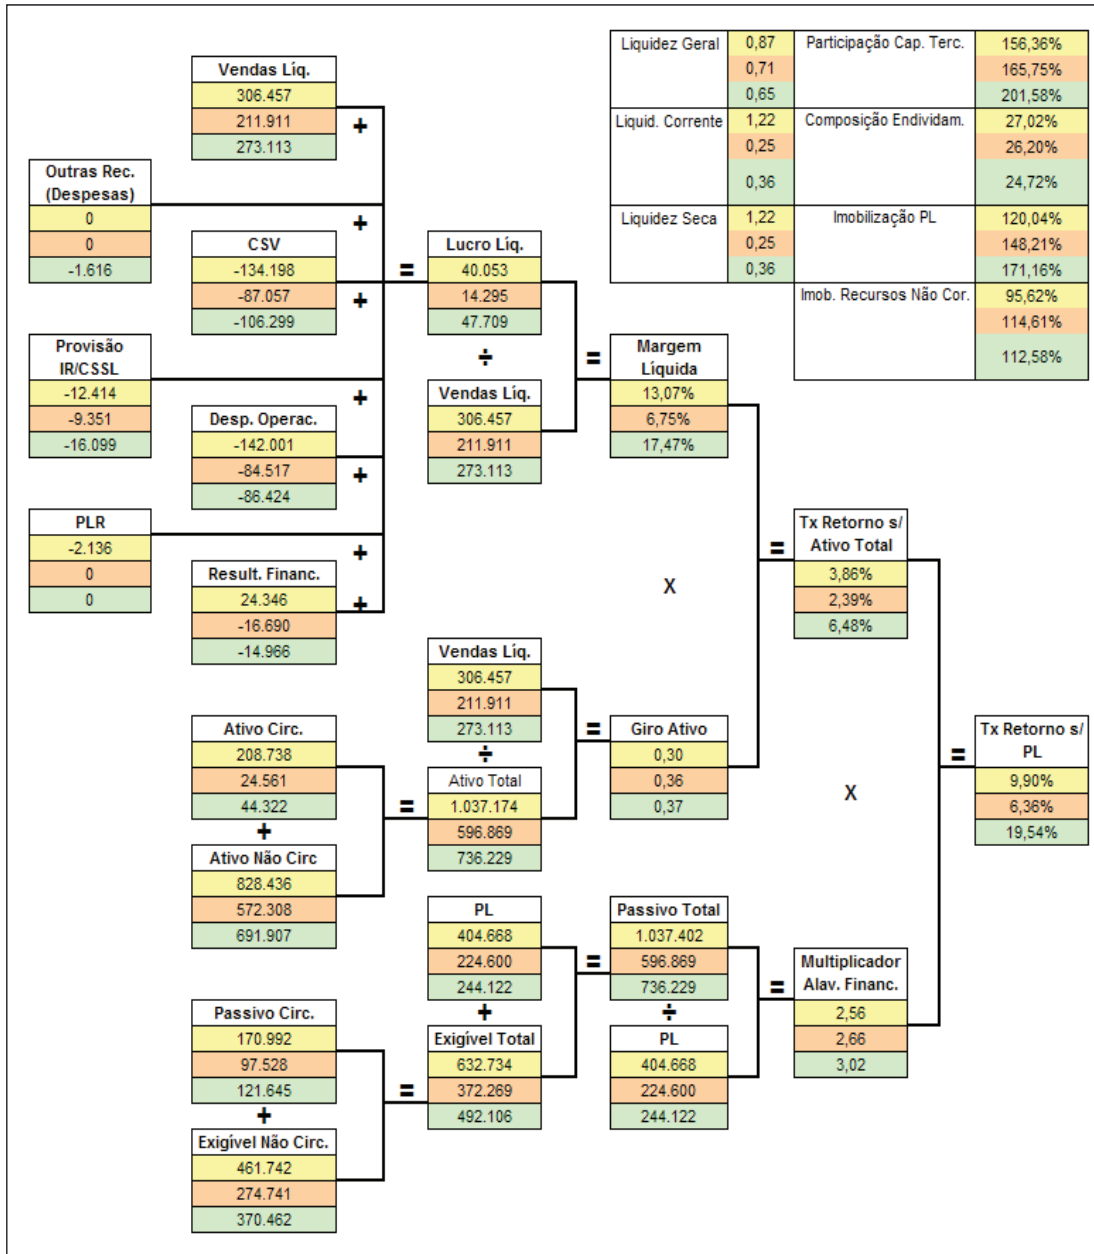 Liquidez Geral 0,87 Participação Cap. Terc. 156,36%
0,71 165,75%
0,65 201,58%
Liquid. Corrente 1,22 Composição Endividam. 27,02%
0,25 26,20%
0,36 24,72%
Liquidez Seca 1,22 Imobilização PL 120,04%
0,25 148,21%
0,36 171,16%
Imob. Recursos Não Cor. 95,62%
114,61%
112,58%
Vendas Líq.
306.457
211.911
273.113
+
Outras Rec.
(Despesas)
0
0
-1.616
+
CSV
-134.198
-87.057
-106.299
+
Provisão
IR/CSSL
-12.414
-9.351
-16.099
+
Desp. Operac.
-142.001
-84.517
-86.424
+
PLR
-2.136
0
0
+
Result. Financ.
24.346
-16.690
-14.966
+
=
Lucro Líq.
40.053
14.295
47.709
÷
Vendas Líq.
306.457
211.911
273.113
=
Margem
Líquida
13,07%
6,75%
17,47%
X
Vendas Líq.
306.457
211.911
273.113
÷
Ativo Circ.
208.738
24.561
44.322
+
Ativo Não Circ
828.436
572.308
691.907
=
Ativo Total
1.037.174
596.869
736.229
=
Giro Ativo
0,30
0,36
0,37
=
Tx Retorno s/
Ativo Total
3,86%
2,39%
6,48%
X
PL
404.668
224.600
244.122
+
Passivo Circ.
170.992
97.528
121.645
+
Exigível Não Circ.
461.742
274.741
370.462
=
Exigível Total
632.734
372.269
492.106
=
Passivo Total
1.037.402
596.869
736.229
÷
PL
404.668
224.600
244.122
=
Multiplicador
Alav. Financ.
2,56
2,66
3,02
=
Tx Retorno s/
PL
9,90%
6,36%
19,54%